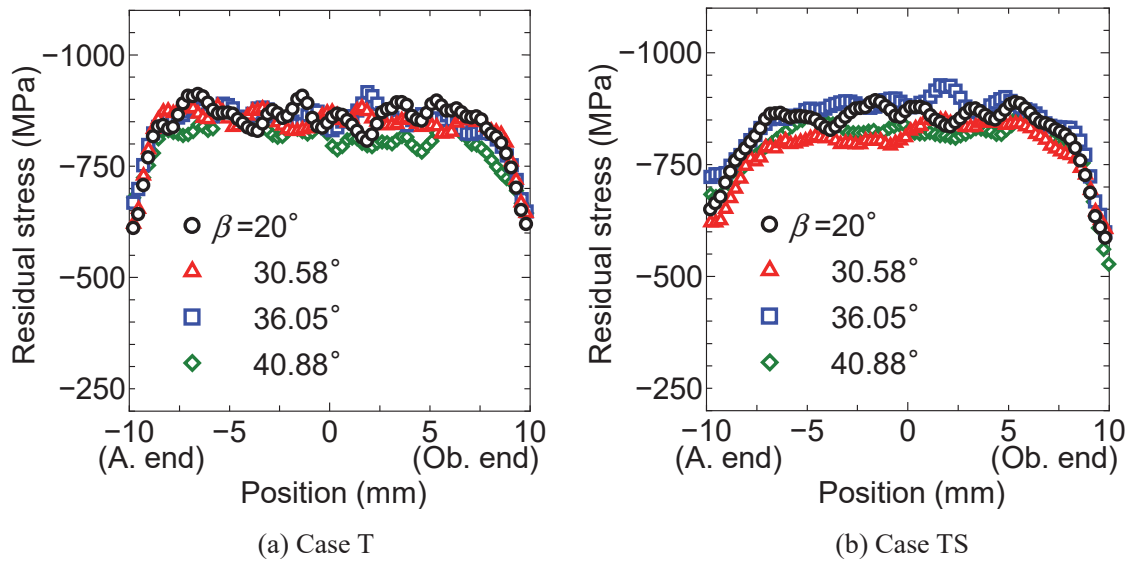 Residual stress (MPa)
−1000
−750
−500
−250
β=20°
30.58°
36.05°
40.88°
−10 −5 0 5 10
(A. end) (Ob. end)
Position (mm)
(a) Case T
Residual stress (MPa)
−1000
−750
−500
−250
β=20°
30.58°
36.05°
40.88°
−10 −5 0 5 10
(A. end) (Ob. end)
Position (mm)
(b) Case TS